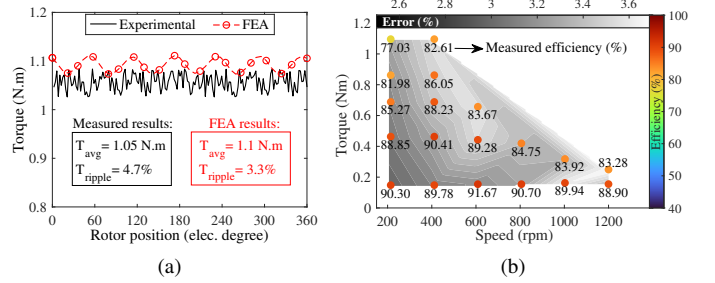 Experimental FEA
1.2
1.1
1
0.9
0.8
0 60 120 180 240 300 360
Torque (N.m)
Rotor position (elec. degree)
Measured results:
T_avg = 1.05 N.m
T_ripple = 4.7%
FEA results:
T_avg = 1.1 N.m
T_ripple = 3.3%
(a)
2.6 2.8 3 3.2 3.4 3.6
Error (%)
Measured efficiency (%)
1.2
1
0.8
0.6
0.4
0.2
0
Torque (Nm)
77.03 82.61
81.98 86.05
85.27 88.23 83.67
88.85 90.41 89.28 84.75 83.92 83.28
90.30 89.78 91.67 90.70 89.94 88.90
200 400 600 800 1000 1200
Speed (rpm)
100
90
80
70
60
50
40
Efficiency (%)
(b)